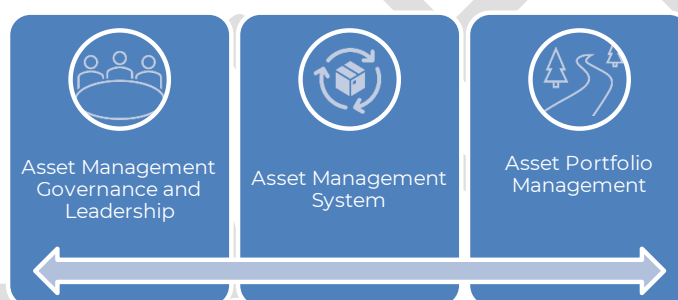 Asset Management
Governance and
Leadership
Asset Management
System
Asset Portfolio
Management